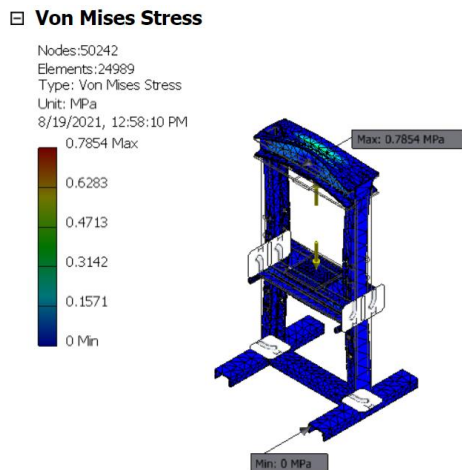 Von Mises Stress
Nodes:50242
Elements:24989
Type: Von Mises Stress
Unit: MPa
8/19/2021, 12:58:10 PM
0.7854 Max
0.6283
0.4713
0.3142
0.1571
0 Min
Max: 0.7854 MPa
Min: 0 MPa